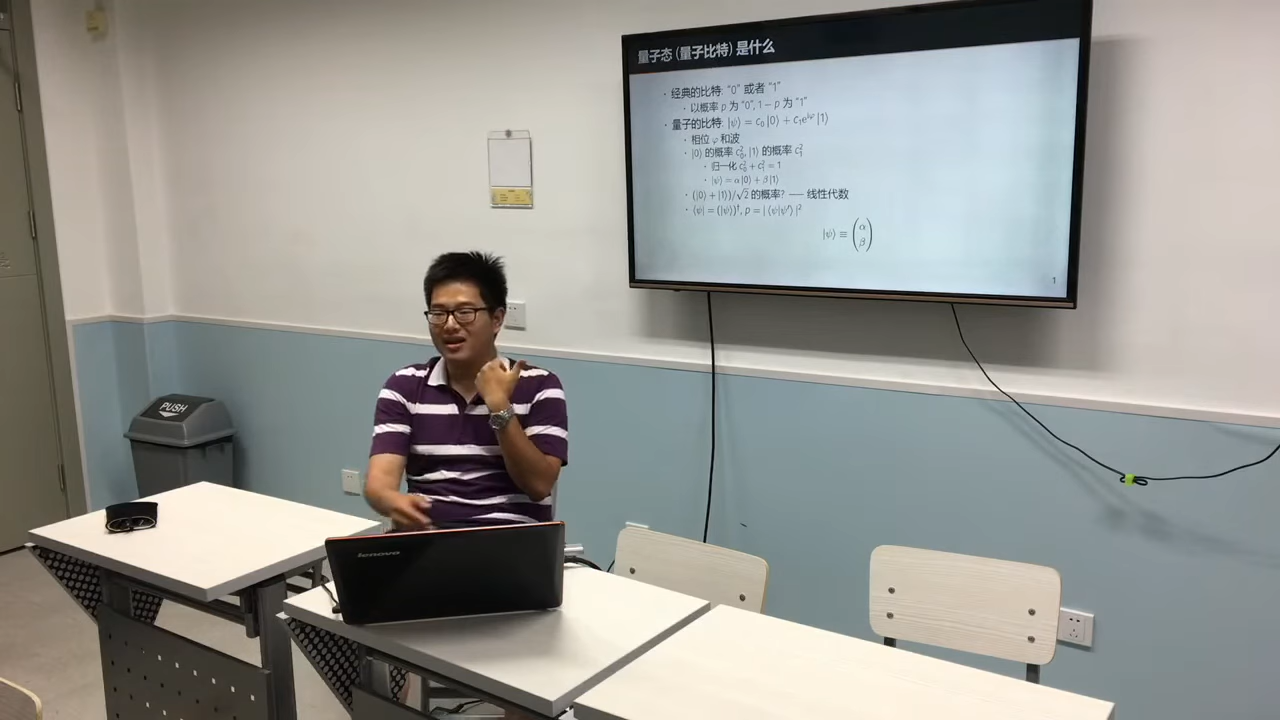 量子态 (量子比特) 是什么
· 经典的比特: “0” 或者 “1”
· 以概率 p 为 “0”, 1 − p 为 “1”
· 量子的比特: |ψ⟩ = c₀ |0⟩ + c₁e^{iφ} |1⟩
· 相位 φ 和波
· |0⟩ 的概率 c₀², |1⟩ 的概率 c₁²
· 归一化 c₀² + c₁² = 1
· |ψ⟩ = α |0⟩ + β |1⟩
· (|0⟩ + |1⟩)/√2 的概率? —— 线性代数
· ⟨ψ| = (|ψ⟩)†, p = | ⟨ψ|ψ′⟩ |²
|ψ⟩ ≡ (α
β)
1
PUSH
lenovo